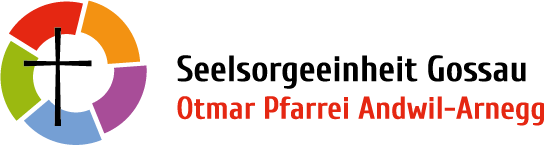 Seelsorgeeinheit Gossau
Otmar Pfarrei Andwil-Arnegg